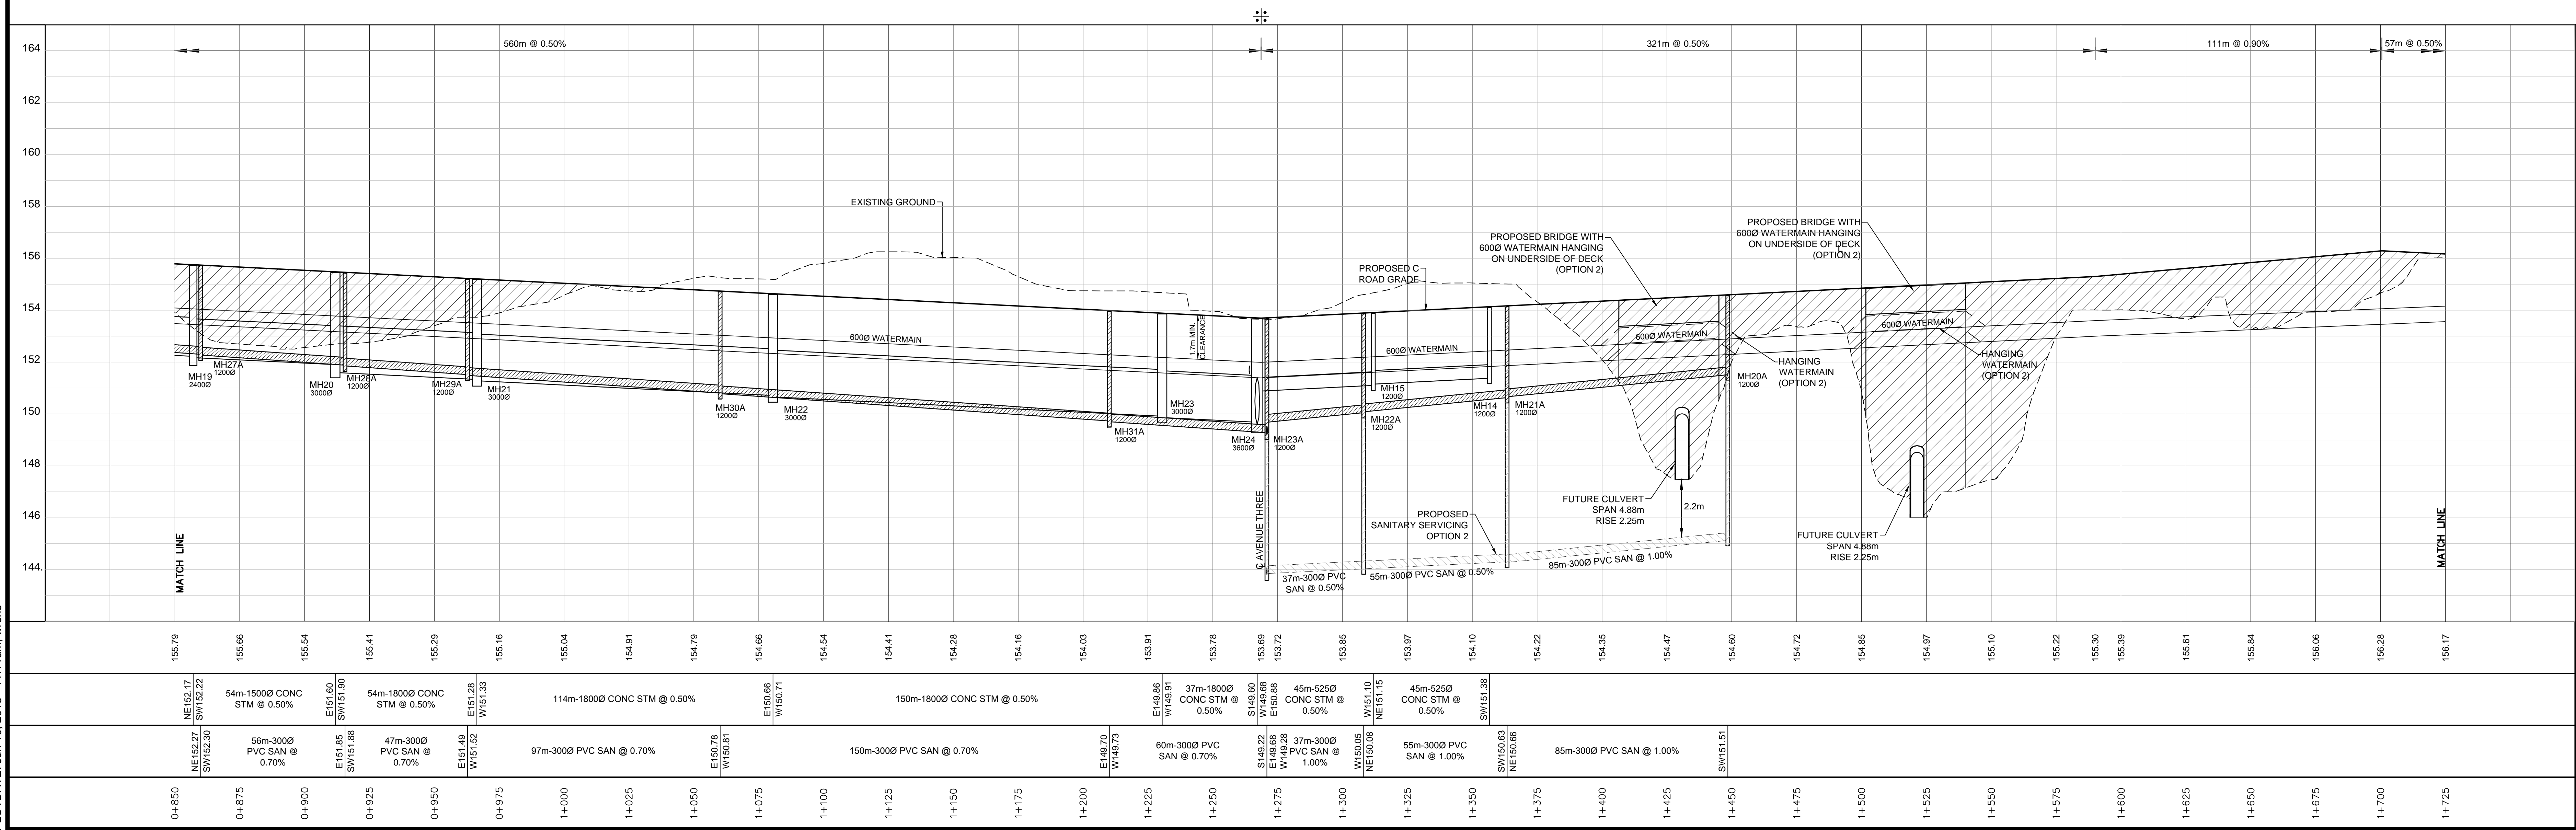 560m @ 0.50%
321m @ 0.50%
111m @ 0.90%
57m @ 0.50%
164
162
160
158
156
154
152
150
148
146
144.
EXISTING GROUND
PROPOSED BRIDGE WITH
600Ø WATERMAIN HANGING
ON UNDERSIDE OF DECK
(OPTION 2)
PROPOSED BRIDGE WITH
600Ø WATERMAIN HANGING
ON UNDERSIDE OF DECK
(OPTION 2)
PROPOSED C
ROAD GRADE
600Ø WATERMAIN
1.7m MIN.
CLEARANCE
600Ø WATERMAIN
600Ø WATERMAIN
600Ø WATERMAIN
HANGING
WATERMAIN
(OPTION 2)
HANGING
WATERMAIN
(OPTION 2)
MH19
2400Ø
MH27A
1200Ø
MH20
3000Ø
MH28A
1200Ø
MH29A
1200Ø
MH21
3000Ø
MH30A
1200Ø
MH22
3000Ø
MH31A
1200Ø
MH23
3000Ø
MH24
3600Ø
MH23A
1200Ø
MH15
1200Ø
MH22A
1200Ø
MH14
1200Ø
MH21A
1200Ø
MH20A
1200Ø
FUTURE CULVERT
SPAN 4.88m
RISE 2.25m
2.2m
FUTURE CULVERT
SPAN 4.88m
RISE 2.25m
PROPOSED
SANITARY SERVICING
OPTION 2
C AVENUE THREE
37m-300Ø PVC
SAN @ 0.50%
55m-300Ø PVC SAN @ 0.50%
85m-300Ø PVC SAN @ 1.00%
MATCH LINE
MATCH LINE
155.79
155.66
155.54
155.41
155.29
155.16
155.04
154.91
154.79
154.66
154.54
154.41
154.28
154.16
154.03
153.91
153.78
153.69
153.72
153.85
153.97
154.10
154.22
154.35
154.47
154.60
154.72
154.85
154.97
155.10
155.22
155.30
155.39
155.61
155.84
156.06
156.28
156.17
NE152.17
SW152.22
54m-1500Ø CONC
STM @ 0.50%
E151.60
SW151.90
54m-1800Ø CONC
STM @ 0.50%
E151.28
W151.33
114m-1800Ø CONC STM @ 0.50%
E150.66
W150.71
150m-1800Ø CONC STM @ 0.50%
E149.86
W149.91
37m-1800Ø
CONC STM @
0.50%
S149.60
W149.68
E150.88
45m-525Ø
CONC STM @
0.50%
W151.10
NE151.15
45m-525Ø
CONC STM @
0.50%
SW151.38
NE152.27
SW152.30
56m-300Ø
PVC SAN @
0.70%
E151.85
SW151.88
47m-300Ø
PVC SAN @
0.70%
E151.49
W151.52
97m-300Ø PVC SAN @ 0.70%
E150.78
W150.81
150m-300Ø PVC SAN @ 0.70%
E149.70
W149.73
60m-300Ø PVC
SAN @ 0.70%
S149.22
E149.68
W149.28
37m-300Ø
PVC SAN @
1.00%
W150.05
NE150.08
55m-300Ø PVC
SAN @ 1.00%
SW150.63
NE150.66
85m-300Ø PVC SAN @ 1.00%
SW151.51
0+850
0+875
0+900
0+925
0+950
0+975
1+000
1+025
1+050
1+075
1+100
1+125
1+150
1+175
1+200
1+225
1+250
1+275
1+300
1+325
1+350
1+375
1+400
1+425
1+450
1+475
1+500
1+525
1+550
1+575
1+600
1+625
1+650
1+675
1+700
1+725